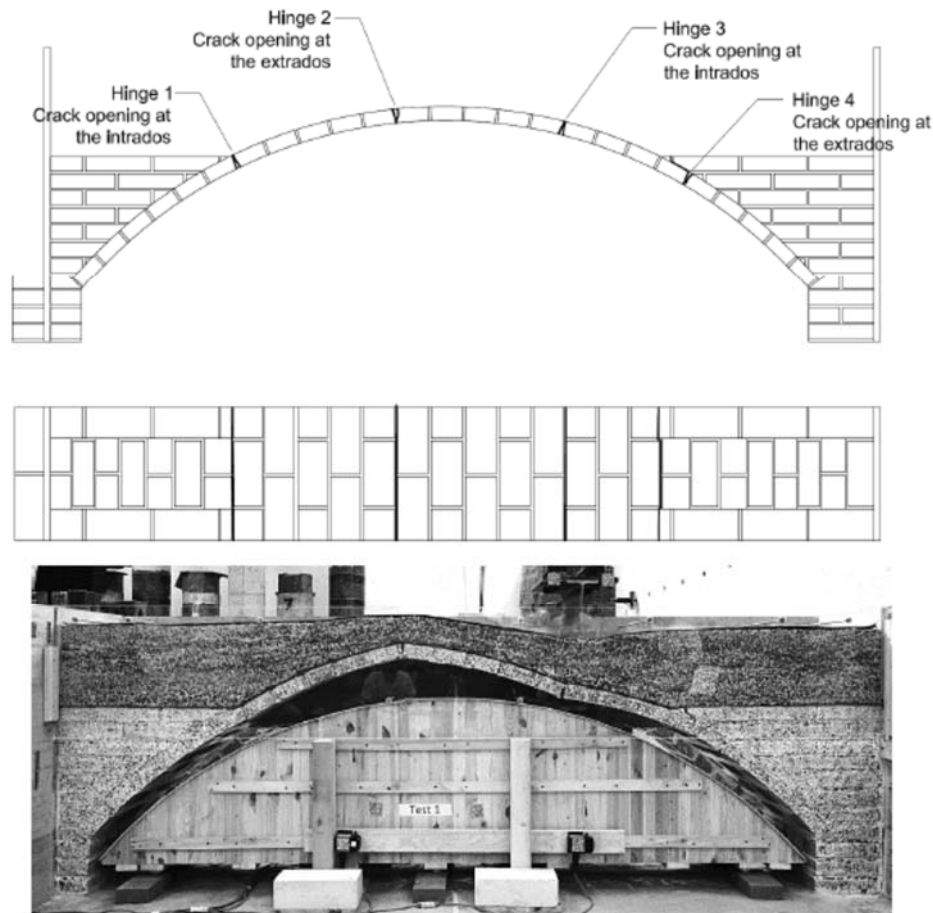 Hinge 2
Crack opening at
the extrados
Hinge 3
Crack opening at
the intrados
Hinge 1
Crack opening at
the intrados
Hinge 4
Crack opening at
the extrados
Test 1